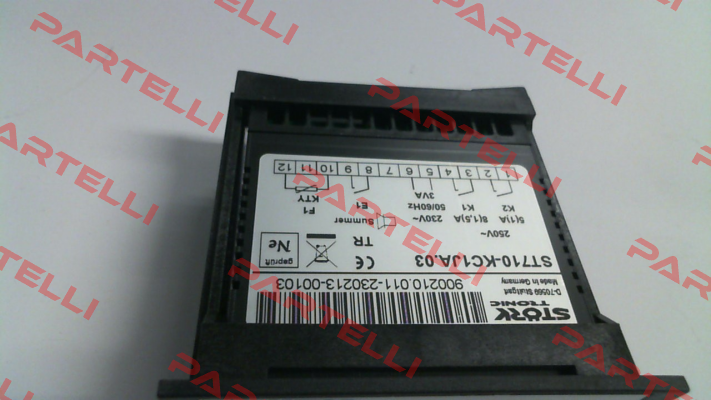 STÖRK
TRONIC
D-70569 Stuttgart
Made in Germany
900210.011-230213-00103
ST710-KC1JA.03
CE TR geprüft Ne
250V~
5(1)A 8(1,5)A 230V~ Summer
K2 K1 50/60Hz E1 F1
3VA KTY
1 2 3 4 5 6 7 8 9 10 11 12
PARTELLI
PARTELLI
PARTELLI
PARTELLI
PARTELLI
PARTELLI
PARTELLI
PARTELLI